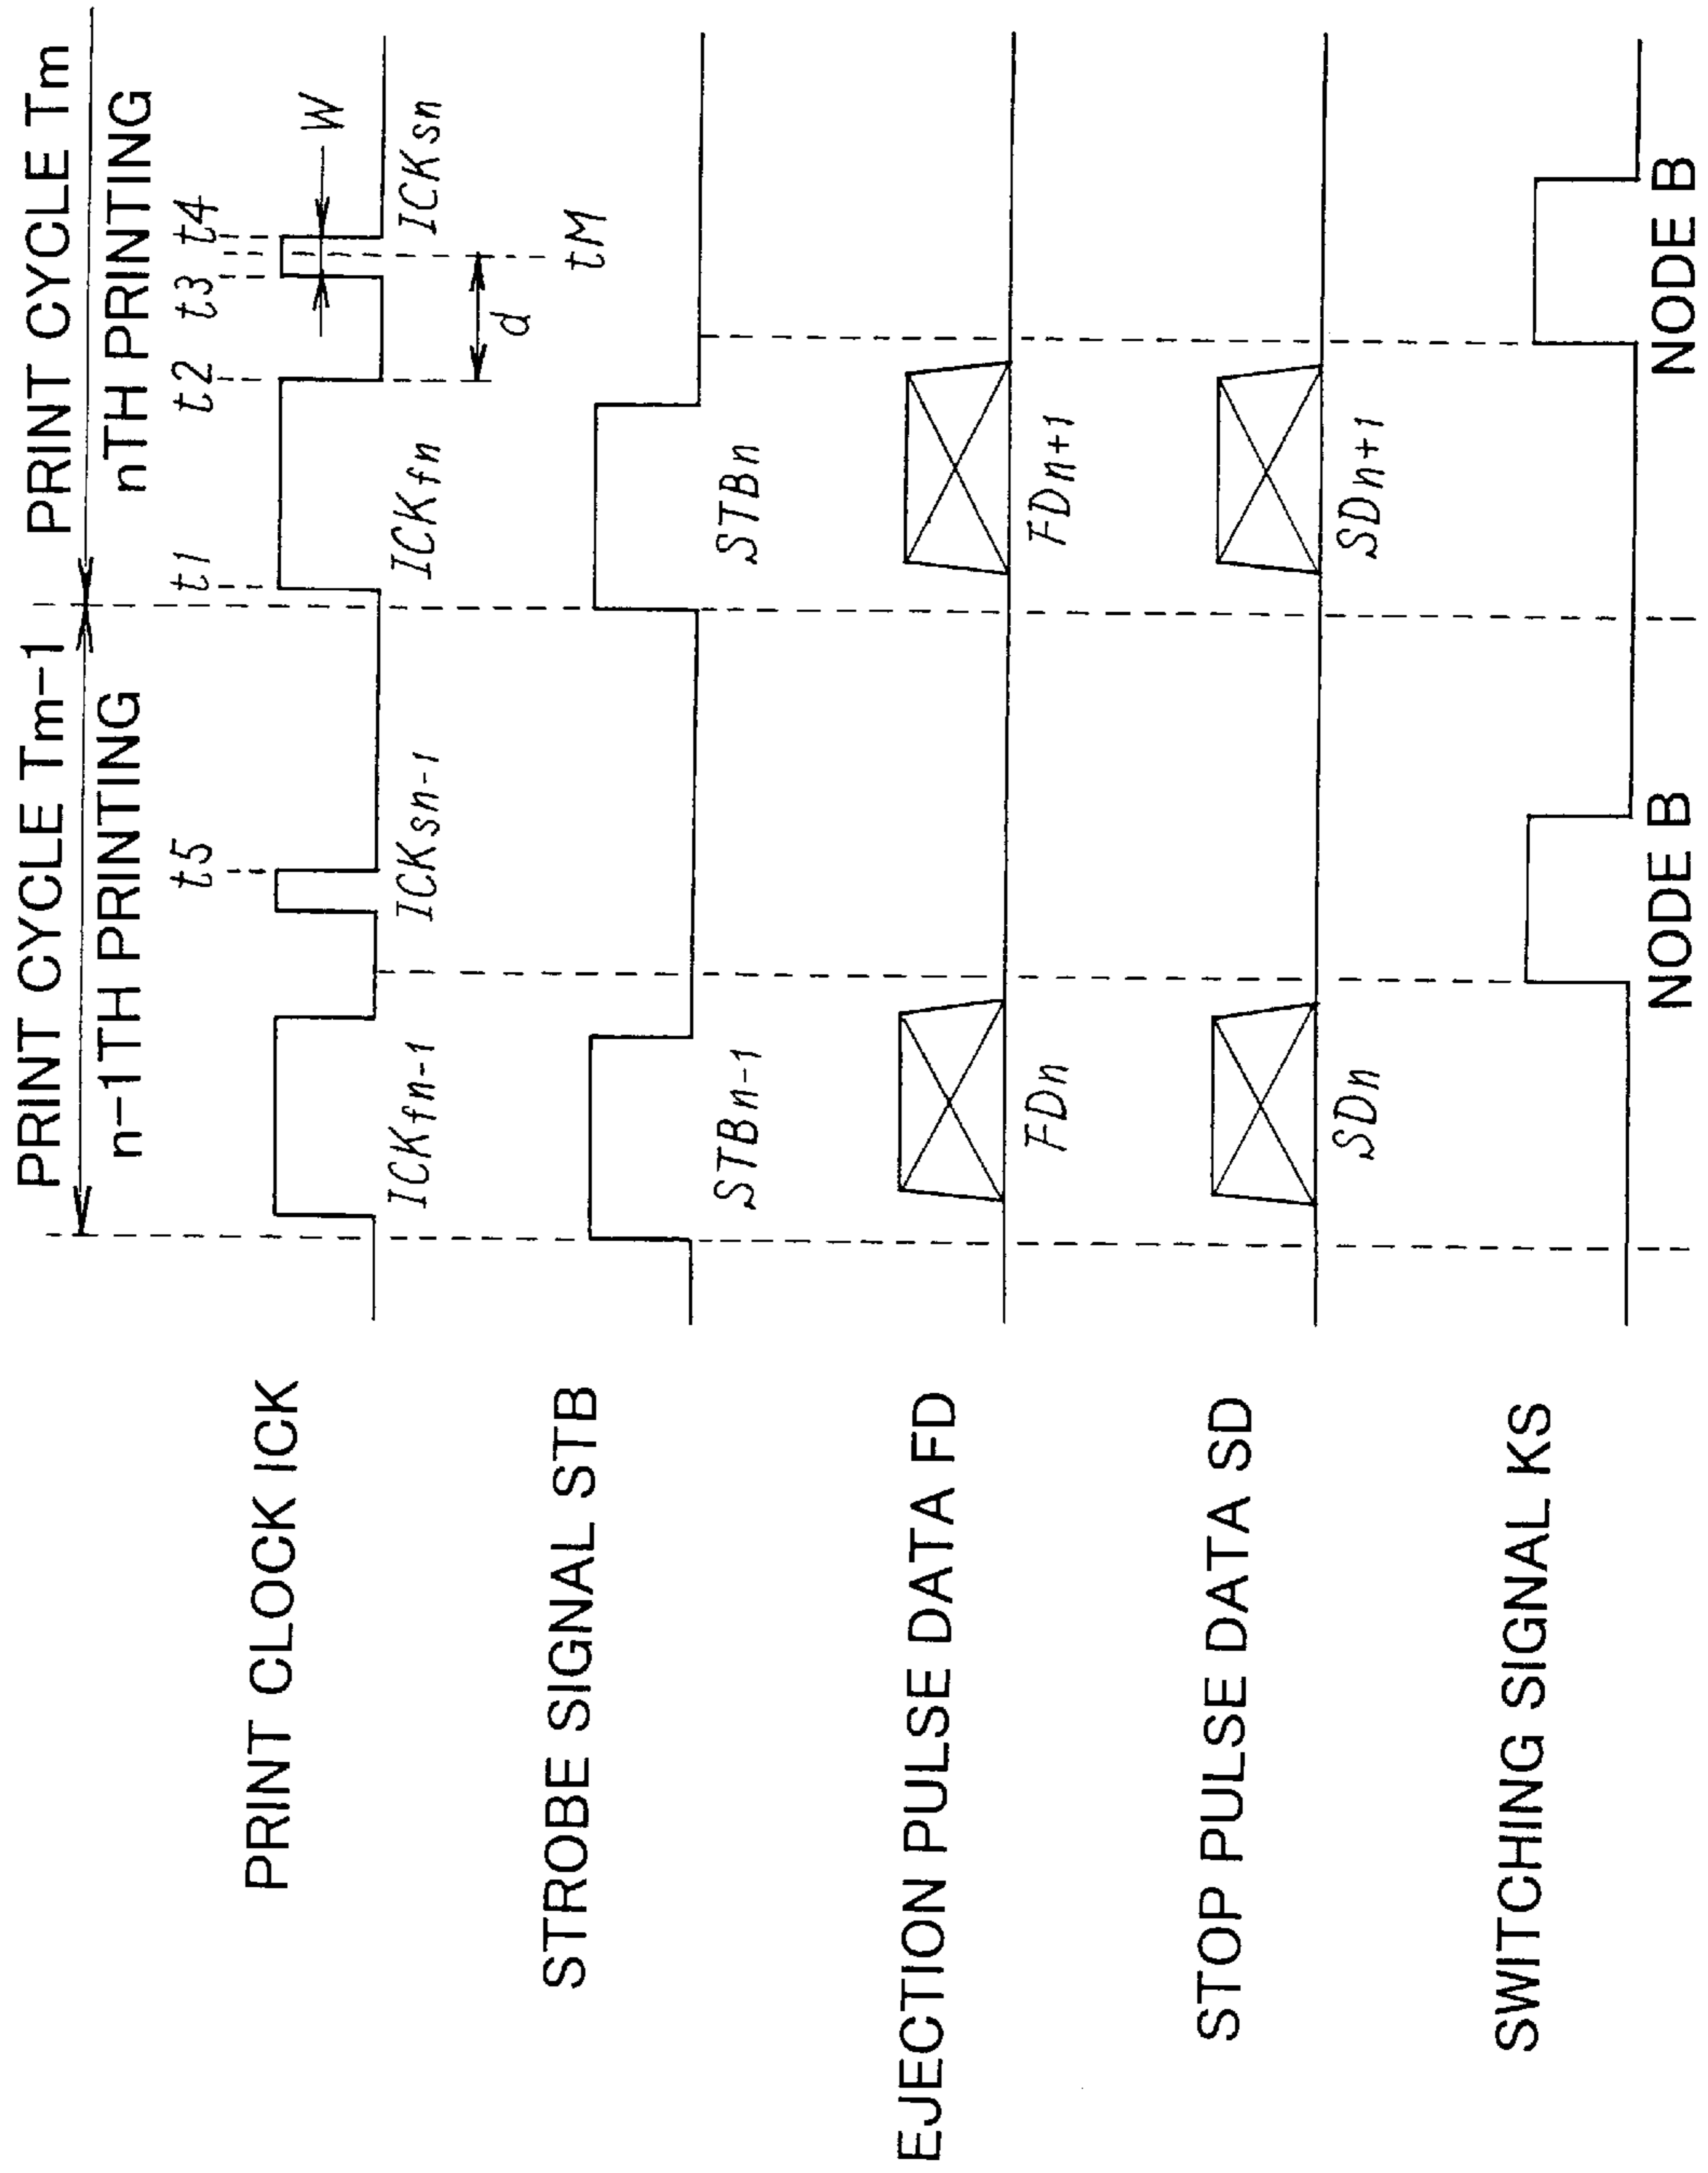 PRINT CYCLE Tm-1
PRINT CYCLE Tm
n-1TH PRINTING
nTH PRINTING
t5
t1
t2
t3
t4
W
PRINT CLOCK ICK
ICKfn-1
ICKsn-1
ICKfn
ICKsn
d
tM
STROBE SIGNAL STB
STBn-1
STBn
EJECTION PULSE DATA FD
FDn
FDn+1
STOP PULSE DATA SD
SDn
SDn+1
SWITCHING SIGNAL KS
NODE B
NODE B